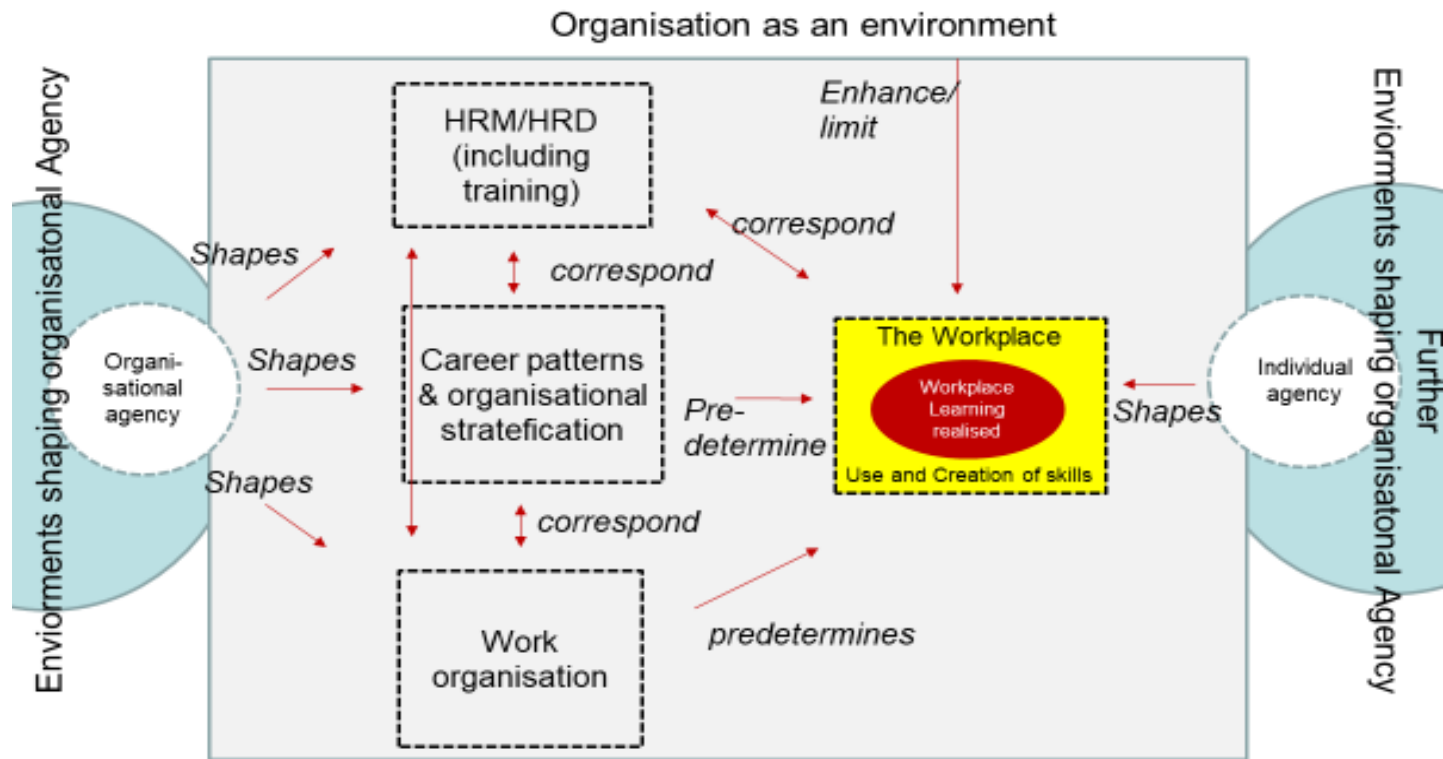 Organisation as an environment
Enviorments shaping organisatonal Agency
Organi-
sational
agency
Shapes
Shapes
Shapes
HRM/HRD
(including
training)
correspond
Career patterns
& organisational
stratefication
correspond
Work
organisation
Enhance/
limit
correspond
Pre-
determine
predetermines
The Workplace
Workplace
Learning
realised
Use and Creation of skills
Shapes
Individual
agency
Further
Enviorments shaping organisatonal Agency